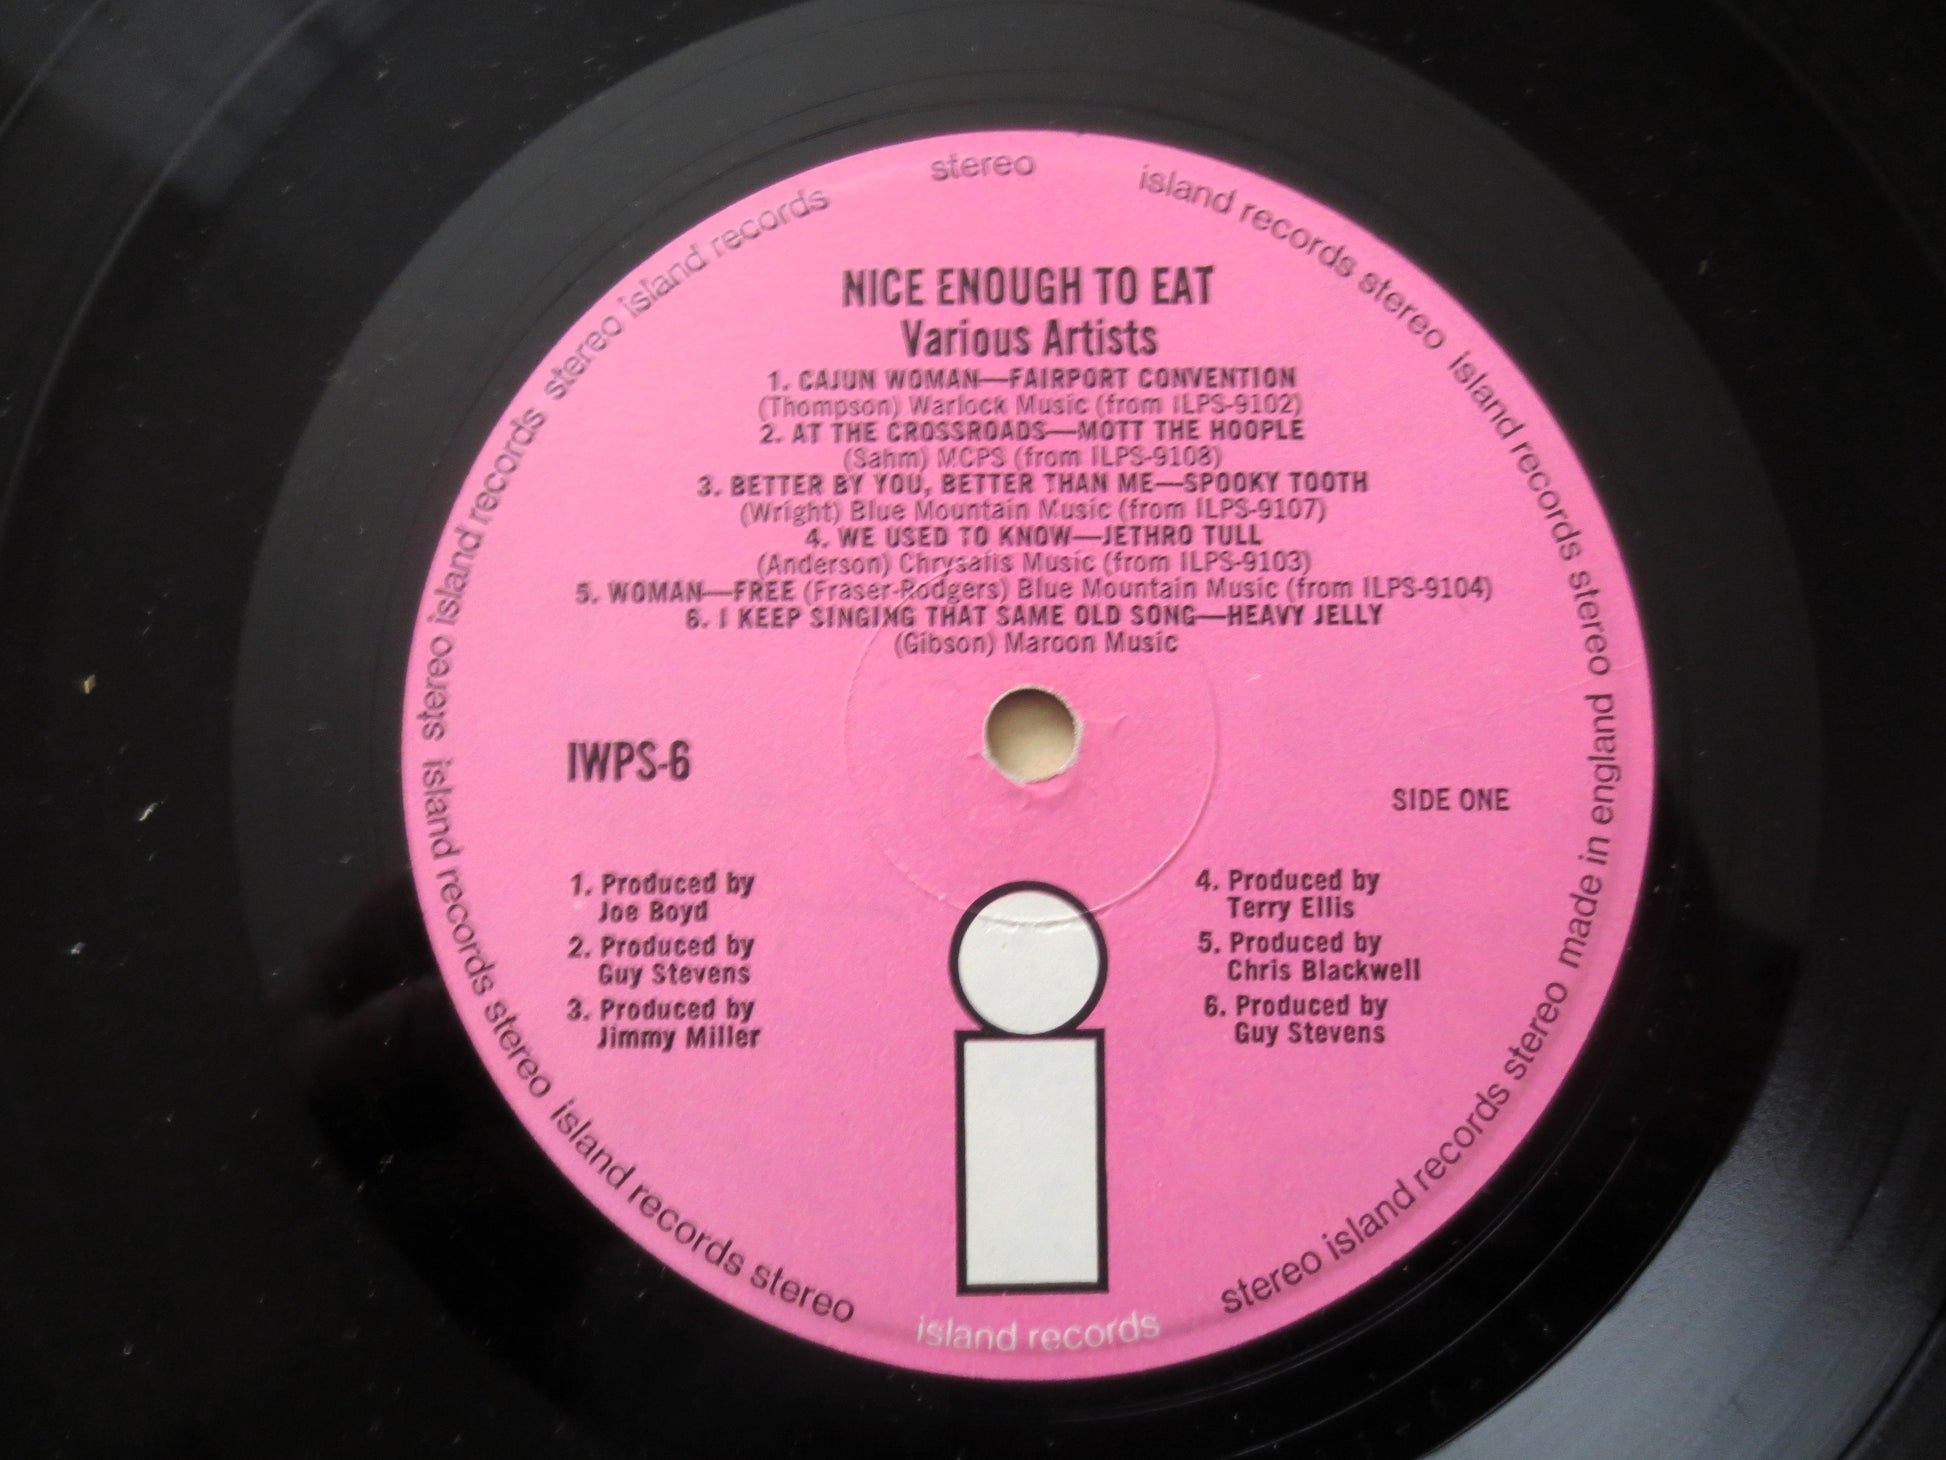 stereo
island records stereo island records stereo made in england
NICE ENOUGH TO EAT
Various Artists
1. CAJUN WOMAN—FAIRPORT CONVENTION
(Thompson) Warlock Music (from ILPS-9102)
2. AT THE CROSSROADS—MOTT THE HOOPLE
(Sahm) MCPS (from ILPS-9108)
3. BETTER BY YOU, BETTER THAN ME—SPOOKY TOOTH
(Wright) Blue Mountain Music (from ILPS-9107)
4. WE USED TO KNOW—JETHRO TULL
(Anderson) Chrysalis Music (from ILPS-9103)
5. WOMAN—FREE (Fraser-Rodgers) Blue Mountain Music (from ILPS-9104)
6. I KEEP SINGING THAT SAME OLD SONG—HEAVY JELLY
(Gibson) Maroon Music
IWPS-6
SIDE ONE
1. Produced by
Joe Boyd
2. Produced by
Guy Stevens
3. Produced by
Jimmy Miller
4. Produced by
Terry Ellis
5. Produced by
Chris Blackwell
6. Produced by
Guy Stevens
stereo island records stereo
island records
island records stereo island records stereo
stereo island records stereo island records stereo island records